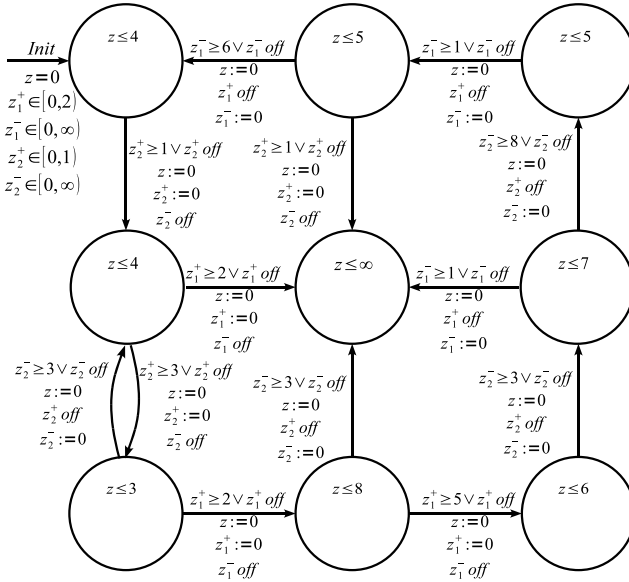 z≤4
z≤5
z≤5
Init
z=0
z₁⁺∈[0,2)
z₁⁻∈[0,∞)
z₂⁺∈[0,1)
z₂⁻∈[0,∞)
z₁⁻≥6∨z₁⁻off
z:=0
z₁⁺off
z₁⁻:=0
z₁⁻≥1∨z₁⁻off
z:=0
z₁⁺off
z₁⁻:=0
z₂⁺≥1∨z₂⁺off
z:=0
z₂⁺:=0
z₂⁻off
z₂⁺≥1∨z₂⁺off
z:=0
z₂⁺:=0
z₂⁻off
z₂⁻≥8∨z₂⁻off
z:=0
z₂⁺off
z₂⁻:=0
z≤4
z≤∞
z≤7
z₁⁺≥2∨z₁⁺off
z:=0
z₁⁺:=0
z₁⁻off
z₁⁻≥1∨z₁⁻off
z:=0
z₁⁺off
z₁⁻:=0
z₂⁻≥3∨z₂⁻off
z:=0
z₂⁺off
z₂⁻:=0
z₂⁺≥3∨z₂⁺off
z:=0
z₂⁺:=0
z₂⁻off
z₂⁻≥3∨z₂⁻off
z:=0
z₂⁺off
z₂⁻:=0
z₂⁻≥3∨z₂⁻off
z:=0
z₂⁺off
z₂⁻:=0
z≤3
z≤8
z≤6
z₁⁺≥2∨z₁⁺off
z:=0
z₁⁺:=0
z₁⁻off
z₁⁺≥5∨z₁⁺off
z:=0
z₁⁺:=0
z₁⁻off